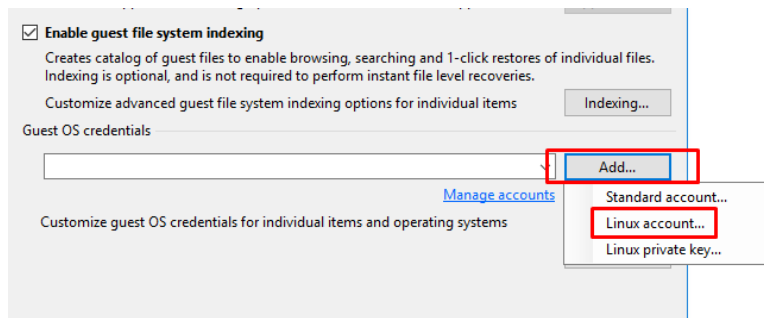 Enable guest file system indexing
Creates catalog of guest files to enable browsing, searching and 1-click restores of individual files.
Indexing is optional, and is not required to perform instant file level recoveries.
Customize advanced guest file system indexing options for individual items
Indexing...
Guest OS credentials
Add...
Manage accounts
Standard account...
Customize guest OS credentials for individual items and operating systems
Linux account...
Linux private key...